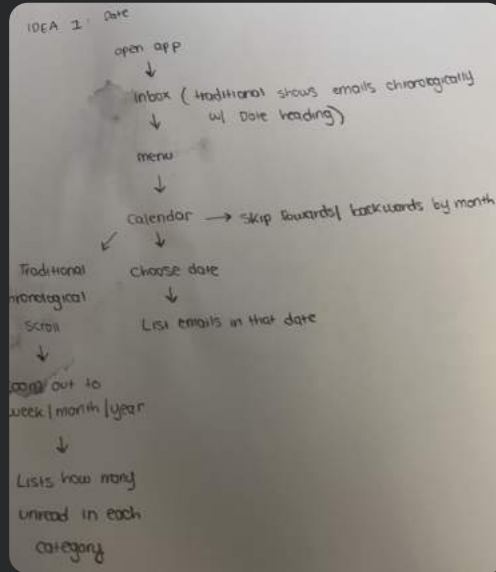 IDEA 1: Date
open app
Inbox ( traditional shows emails chronologically
w/ Date heading)
menu
Calendar → Skip forwards/ backwards by month
Traditional
hronological
scroll
Choose date
List emails in that date
oom out to
week/month/year
Lists how many
unread in each
category